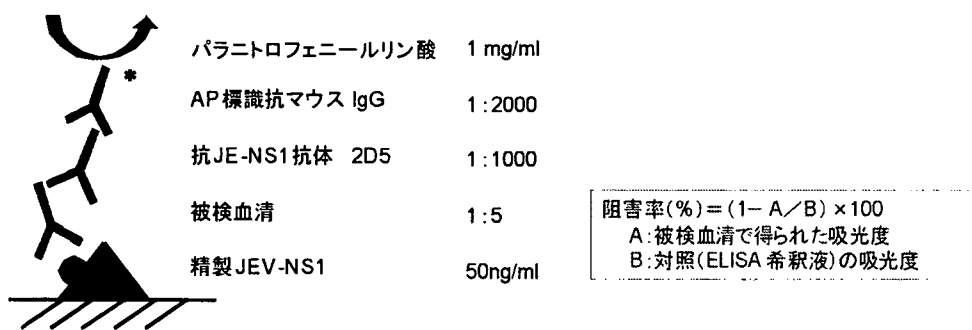 パラニトロフェニールリン酸 1 mg/ml
*
AP標識抗マウス IgG 1:2000
抗JE-NS1抗体 2D5 1:1000
被検血清 1:5
精製JEV-NS1 50ng/ml
阻害率(%)=(1- A/B)×100
A:被検血清で得られた吸光度
B:対照(ELISA 希釈液)の吸光度